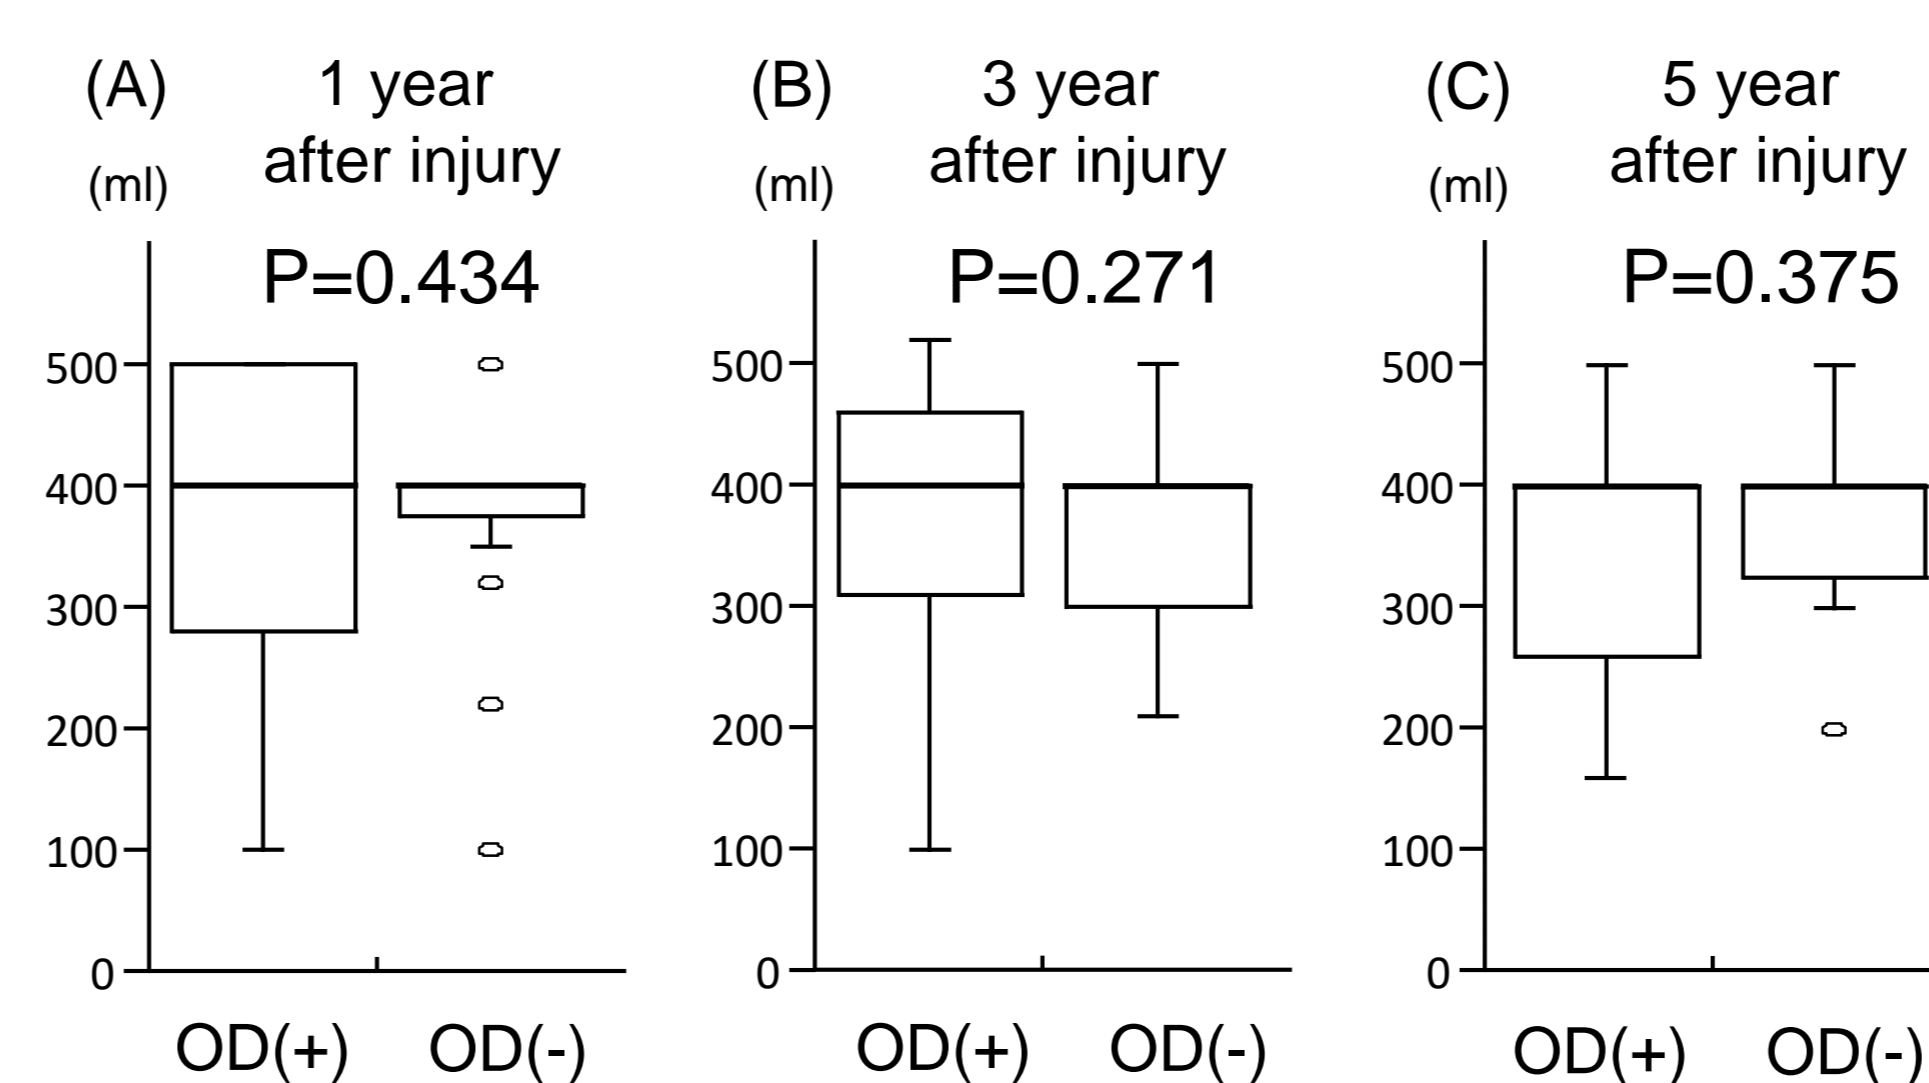 (A) 1 year
after injury
(ml)
P=0.434
500
400
300
200
100
0
OD(+) OD(-)
(B) 3 year
after injury
(ml)
P=0.271
500
400
300
200
100
0
OD(+) OD(-)
(C) 5 year
after injury
(ml)
P=0.375
500
400
300
200
100
0
OD(+) OD(-)